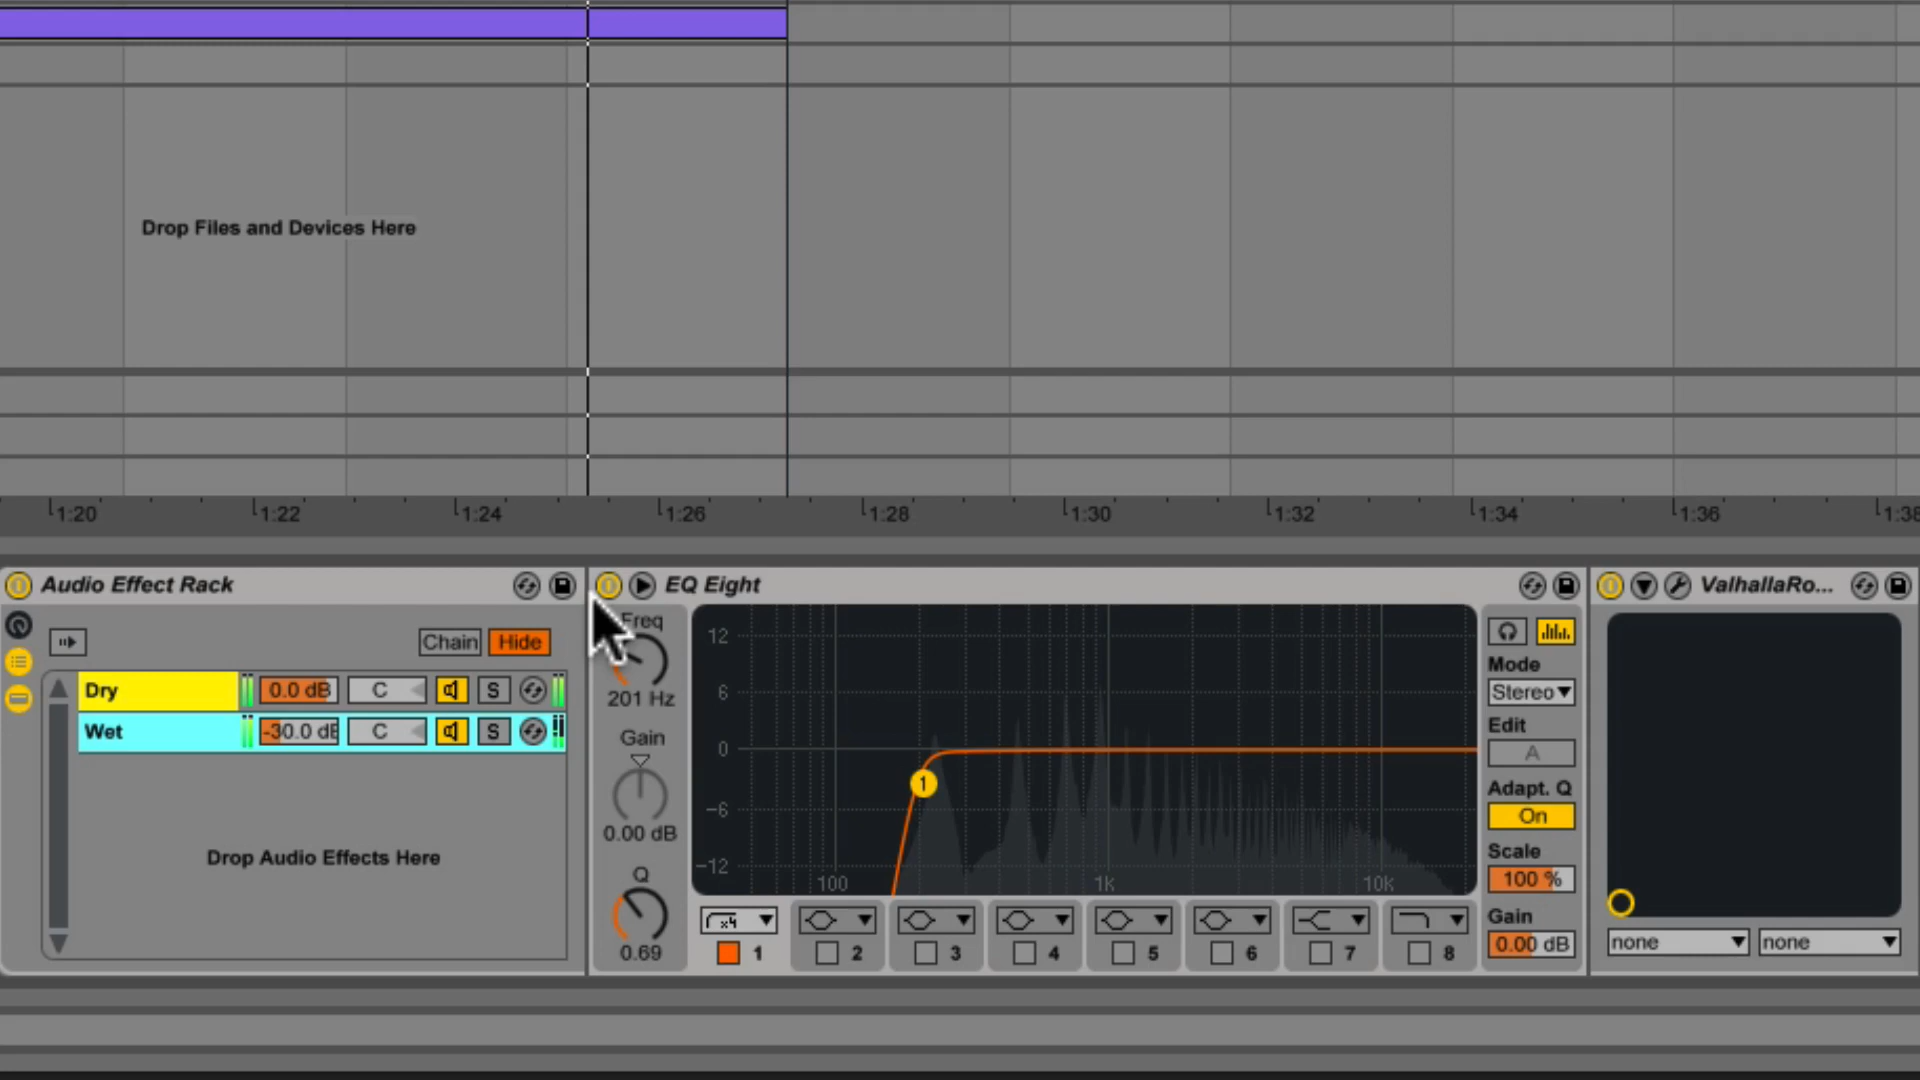 Drop Files and Devices Here
1:20 1:22 1:24 1:26 1:28 1:30 1:32 1:34 1:36 1:38
Audio Effect Rack
EQ Eight
ValhallaRo...
Chain Hide
Dry 0.0 dB C S
Wet -30.0 dB C S
Drop Audio Effects Here
Freq
201 Hz
Gain
0.00 dB
Q
0.69
12
6
0
-6
-12
100 1k 10k
1
x4
1 2 3 4 5 6 7 8
Mode
Stereo
Edit
A
Adapt. Q
On
Scale
100 %
Gain
0.00 dB
none none